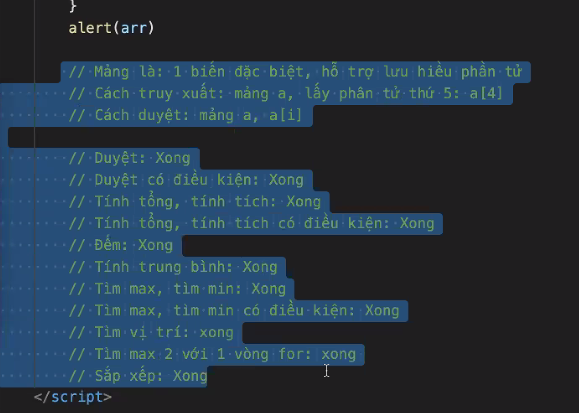 }
alert(arr)
// Mảng là: 1 biến đặc biệt, hỗ trợ lưu hiều phần tử
// Cách truy xuất: mảng a, lấy phân tử thứ 5: a[4]
// Cách duyệt: mảng a, a[i]
// Duyệt: Xong
// Duyệt có điều kiện: Xong
// Tính tổng, tính tích: Xong
// Tính tổng, tính tích có điều kiện: Xong
// Đếm: Xong
// Tính trung bình: Xong
// Tìm max, tìm min: Xong
// Tìm max, tìm min có điều kiện: Xong
// Tìm vị trí: xong
// Tìm max 2 với 1 vòng for: xong
// Sắp xếp: Xong
</script>